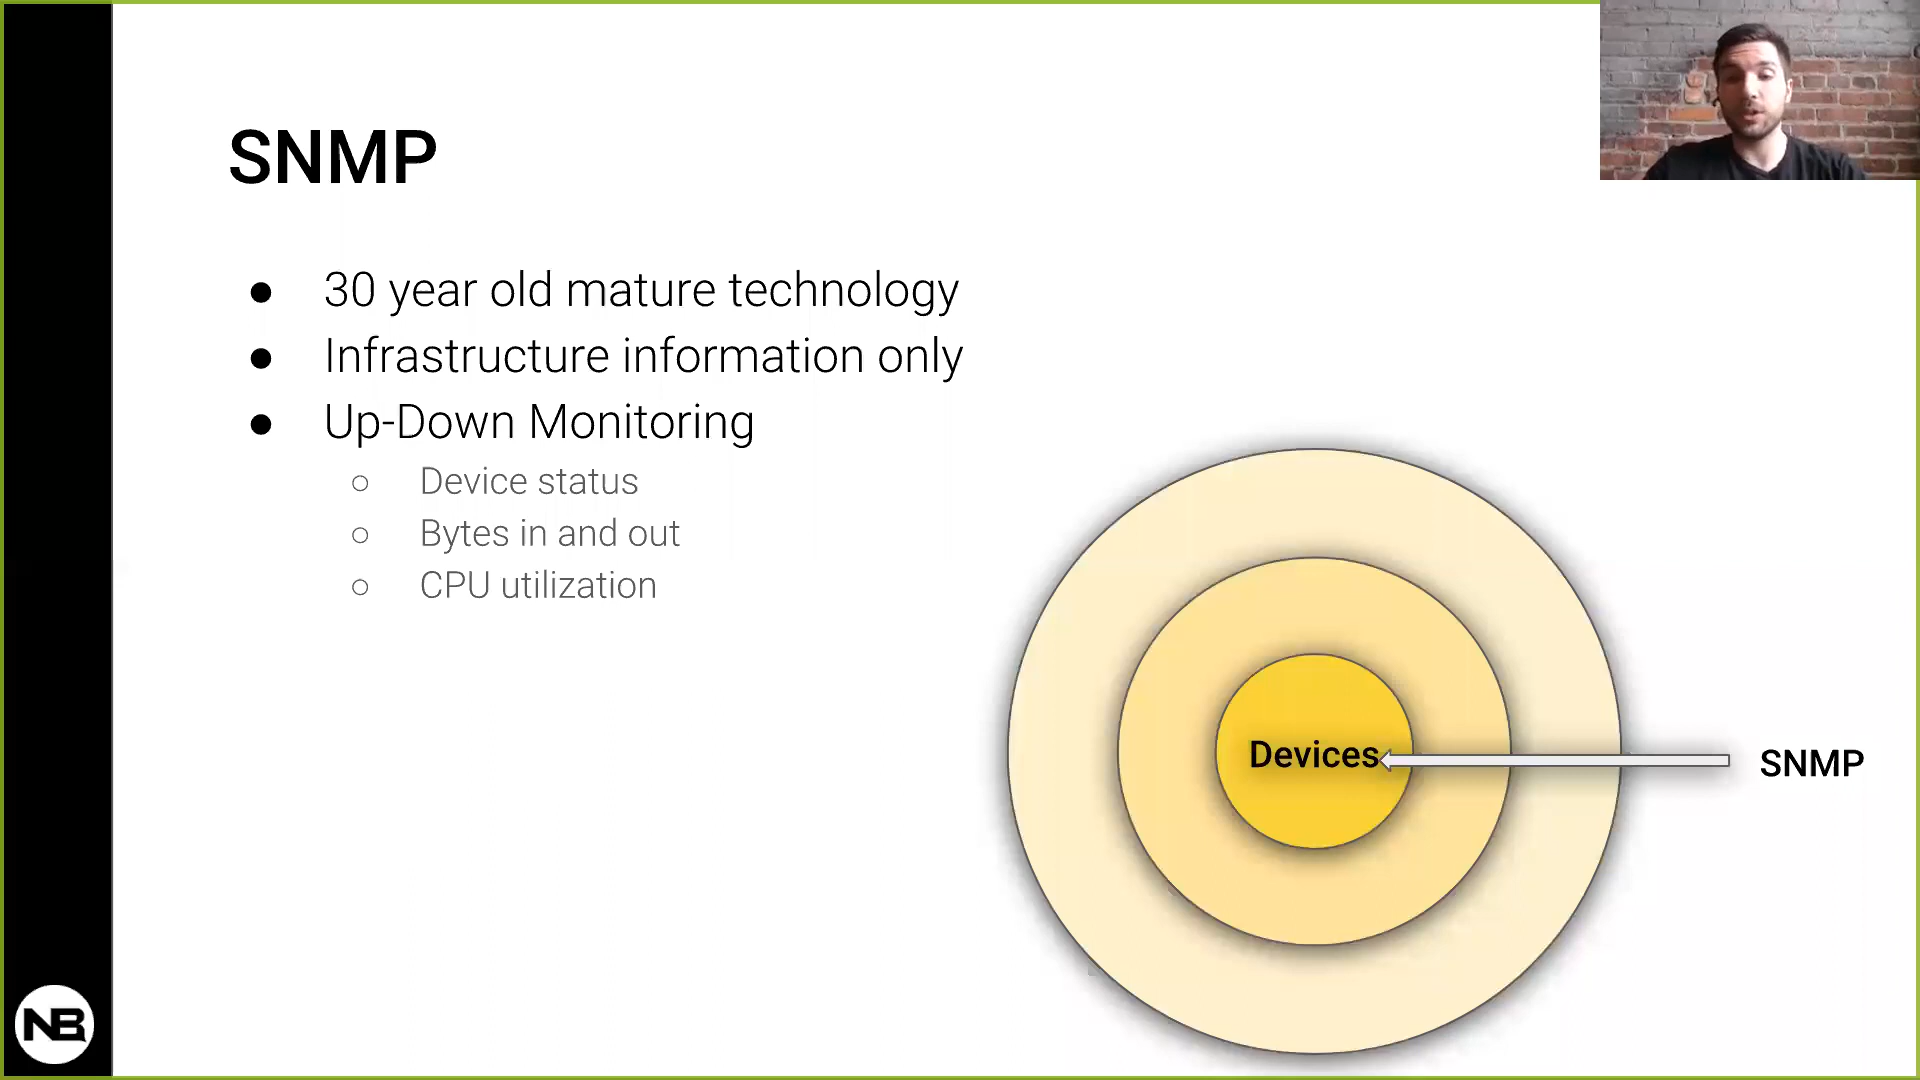 SNMP
30 year old mature technology
Infrastructure information only
Up-Down Monitoring
Device status
Bytes in and out
CPU utilization
Devices
SNMP
NB